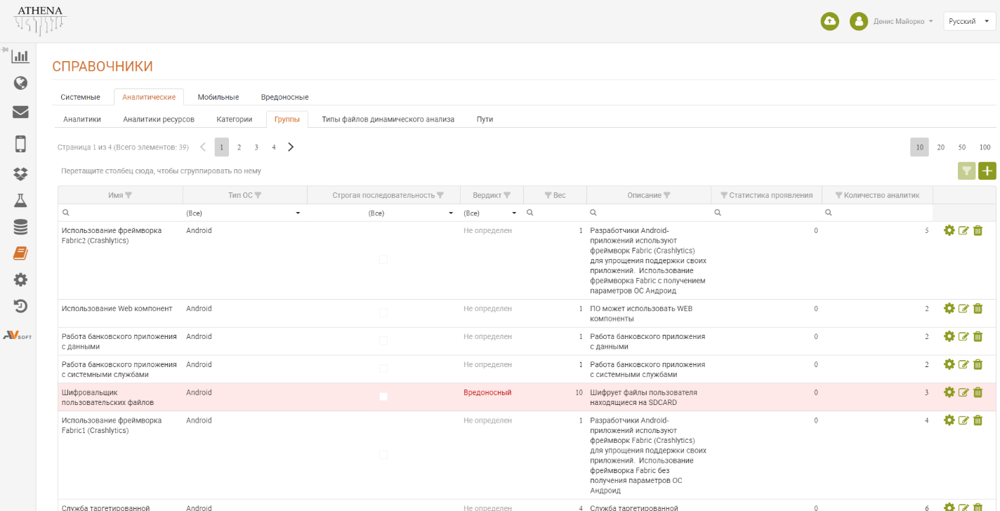 ATHENA
Денис Майорко
Русский
СПРАВОЧНИКИ
Системные Аналитические Мобильные Вредоносные
Аналитики Аналитики ресурсов Категории Группы Типы файлов динамического анализа Пути
Страница 1 из 4 (Всего элементов: 39) 1 2 3 4 10 20 50 100
Перетащите столбец сюда, чтобы сгруппировать по нему
Имя Тип ОС Строгая последовательность Вердикт Вес Описание Статистика проявления Количество аналитик
(Все) (Все) (Все)
Использование фреймворка Android Не определен 1 Разработчики Android- 0 5
Fabric2 (Crashlytics) приложений используют
фреймворк Fabric (Crashlytics)
для упрощения поддержки своих
приложений. Использование
фреймворка Fabric с получением
параметров ОС Андроид
Использование Web компонент Android Не определен 1 ПО может использовать WEB 0 2
компоненты
Работа банковского приложения Android Не определен 1 Работа банковского приложения 0 2
с данными с данными
AVSOFT
Работа банковского приложения Android Не определен 1 Работа банковского приложения 0 2
с системными службами с системными службами
Шифровальщик Android Вредоносный 10 Шифрует файлы пользователя 0 3
пользовательских файлов находящиеся на SDCARD
Использование фреймворка Android Не определен 1 Разработчики Android- 0 4
Fabric1 (Crashlytics) приложений используют
фреймворк Fabric (Crashlytics)
для упрощения поддержки своих
приложений. Использование
фреймворка Fabric без
получения параметров ОС
Андроид
Служба таргетированной Android Не определен 4 Служба таргетированной 0 6